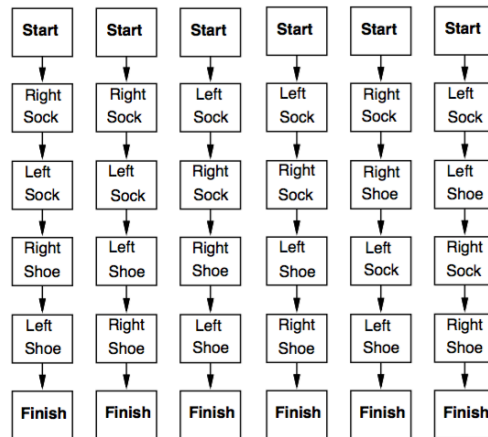 Start Start Start Start Start Start
Right Right Left Left Right Left
Sock Sock Sock Sock Sock Sock
Left Left Right Right Right Left
Sock Sock Sock Sock Shoe Shoe
Right Left Right Left Left Right
Shoe Shoe Shoe Shoe Sock Sock
Left Right Left Right Left Right
Shoe Shoe Shoe Shoe Shoe Shoe
Finish Finish Finish Finish Finish Finish